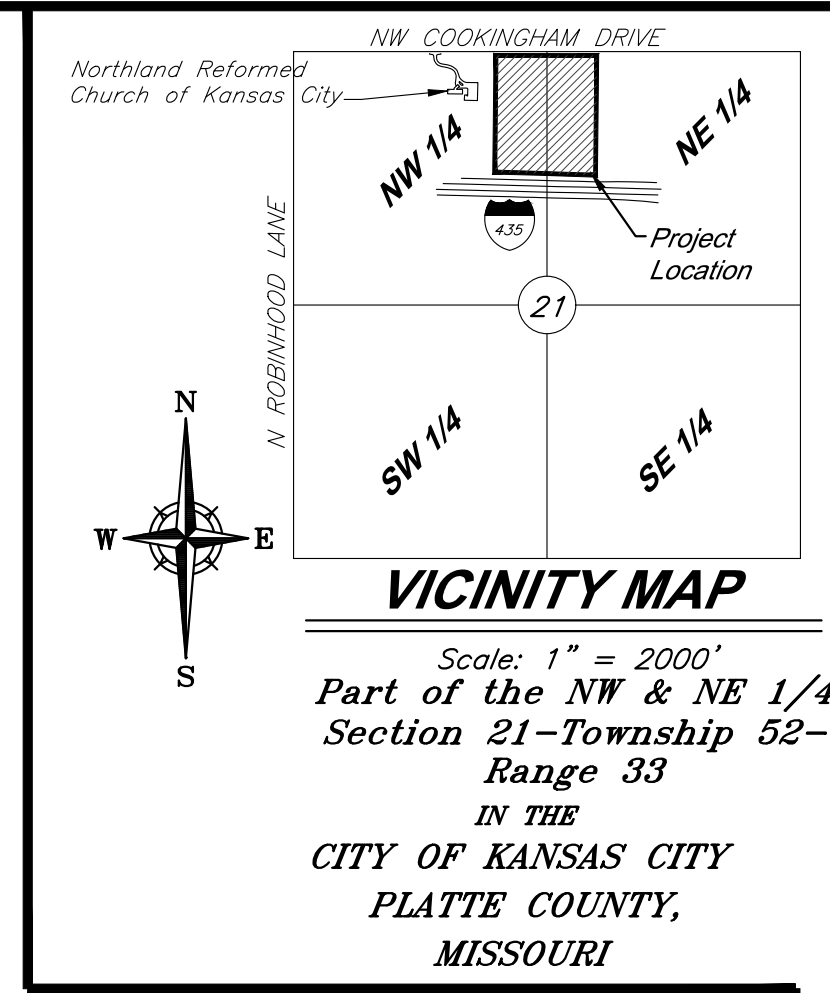 NW COOKINGHAM DRIVE
Northland Reformed
Church of Kansas City
NW 1/4
NE 1/4
435
Project
Location
N ROBINHOOD LANE
21
SW 1/4
SE 1/4
N
W
E
S
VICINITY MAP
Scale: 1" = 2000'
Part of the NW & NE 1/4
Section 21-Township 52-
Range 33
IN THE
CITY OF KANSAS CITY
PLATTE COUNTY,
MISSOURI